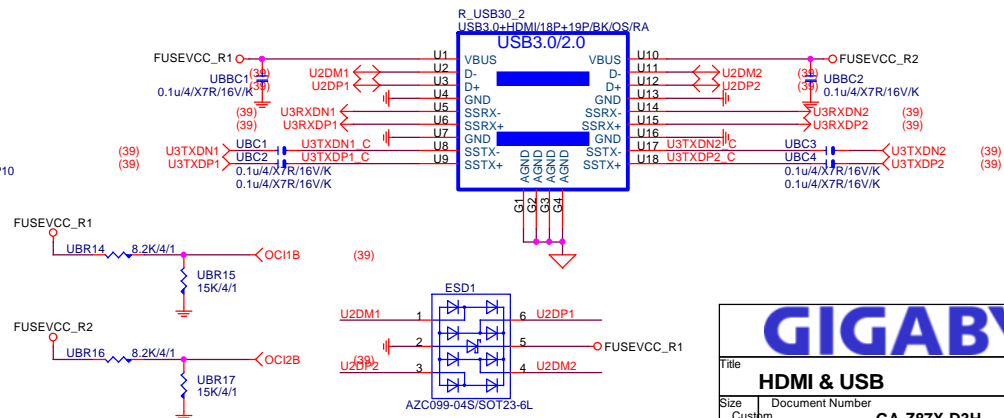 R_USB30_2
USB3.0+HDMI/18P+19P/BK/OS/RA
USB3.0/2.0
FUSEVCC_R1
UBBC1
0.1u/4/X7R/16V/K
(39) U2DM1
(39) U2DP1
(39) U3RXDN1
(39) U3RXDP1
(39) U3TXDN1 UBC1 U3TXDN1_C
(39) U3TXDP1 UBC2 U3TXDP1_C
0.1u/4/X7R/16V/K
0.1u/4/X7R/16V/K
P10
U1 VBUS
U2 D-
U3 D+
U4 GND
U5 SSRX-
U6 SSRX+
U7 GND
U8 SSTX-
U9 SSTX+
VBUS U10
D- U11
D+ U12
GND U13
SSRX- U14
SSRX+ U15
GND U16
SSTX- U17
SSTX+ U18
AGND AGND AGND AGND
G1 G2 G3 G4
FUSEVCC_R2
UBBC2
0.1u/4/X7R/16V/K
U2DM2 (39)
U2DP2 (39)
U3RXDN2 (39)
U3RXDP2 (39)
U3TXDN2_C UBC3 U3TXDN2 (39)
U3TXDP2_C UBC4 U3TXDP2 (39)
0.1u/4/X7R/16V/K
0.1u/4/X7R/16V/K
FUSEVCC_R1
UBR14 8.2K/4/1 OCI1B (39)
UBR15
15K/4/1
FUSEVCC_R2
UBR16 8.2K/4/1 OCI2B (39)
UBR17
15K/4/1
ESD1
U2DM1 1 6 U2DP1
2 5 FUSEVCC_R1
U2DP2 3 4 U2DM2
AZC099-04S/SOT23-6L
GIGABY
Title
HDMI & USB
Size Document Number
Custom GA-Z87X-D3H